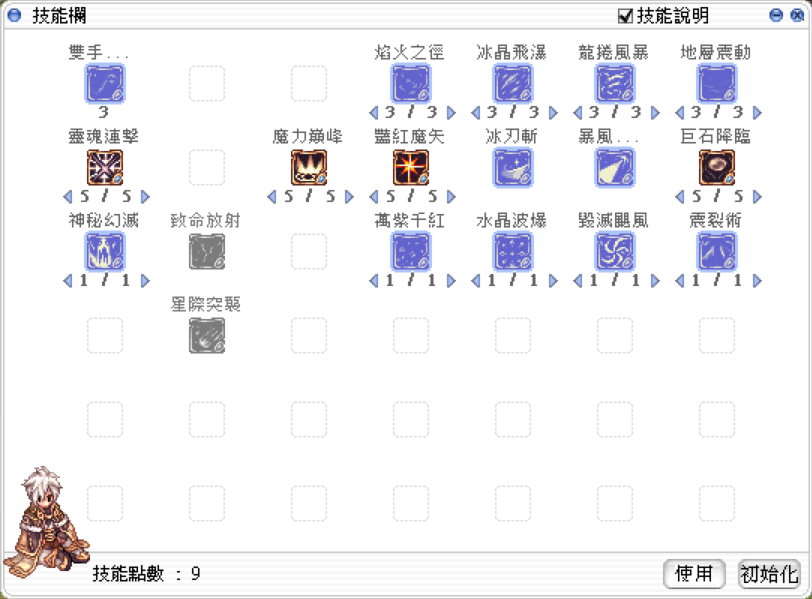 技能欄 技能說明
雙手... 焰火之徑 冰晶飛瀑 龍捲風暴 地層震動
3 3 / 3 3 / 3 3 / 3 3 / 3
靈魂連擊 魔力巔峰 豔紅魔矢 冰刃斬 暴風... 巨石降臨
5 / 5 5 / 5 5 / 5 5 / 5
神秘幻滅 致命放射 萬紫千紅 水晶波爆 毀滅颶風 震裂術
1 / 1 1 / 1 1 / 1 1 / 1 1 / 1
星際突襲
技能點數 : 9 使用 初始化